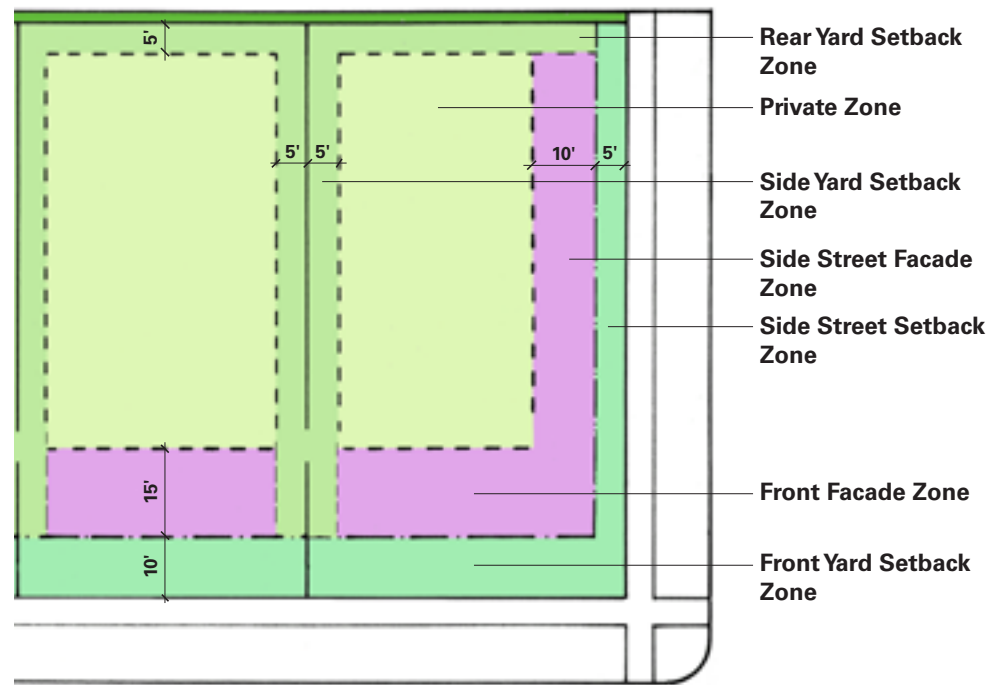 5'
Rear Yard Setback
Zone
Private Zone
5' 5'
10' 5'
Side Yard Setback
Zone
Side Street Facade
Zone
Side Street Setback
Zone
15'
Front Facade Zone
10'
Front Yard Setback
Zone